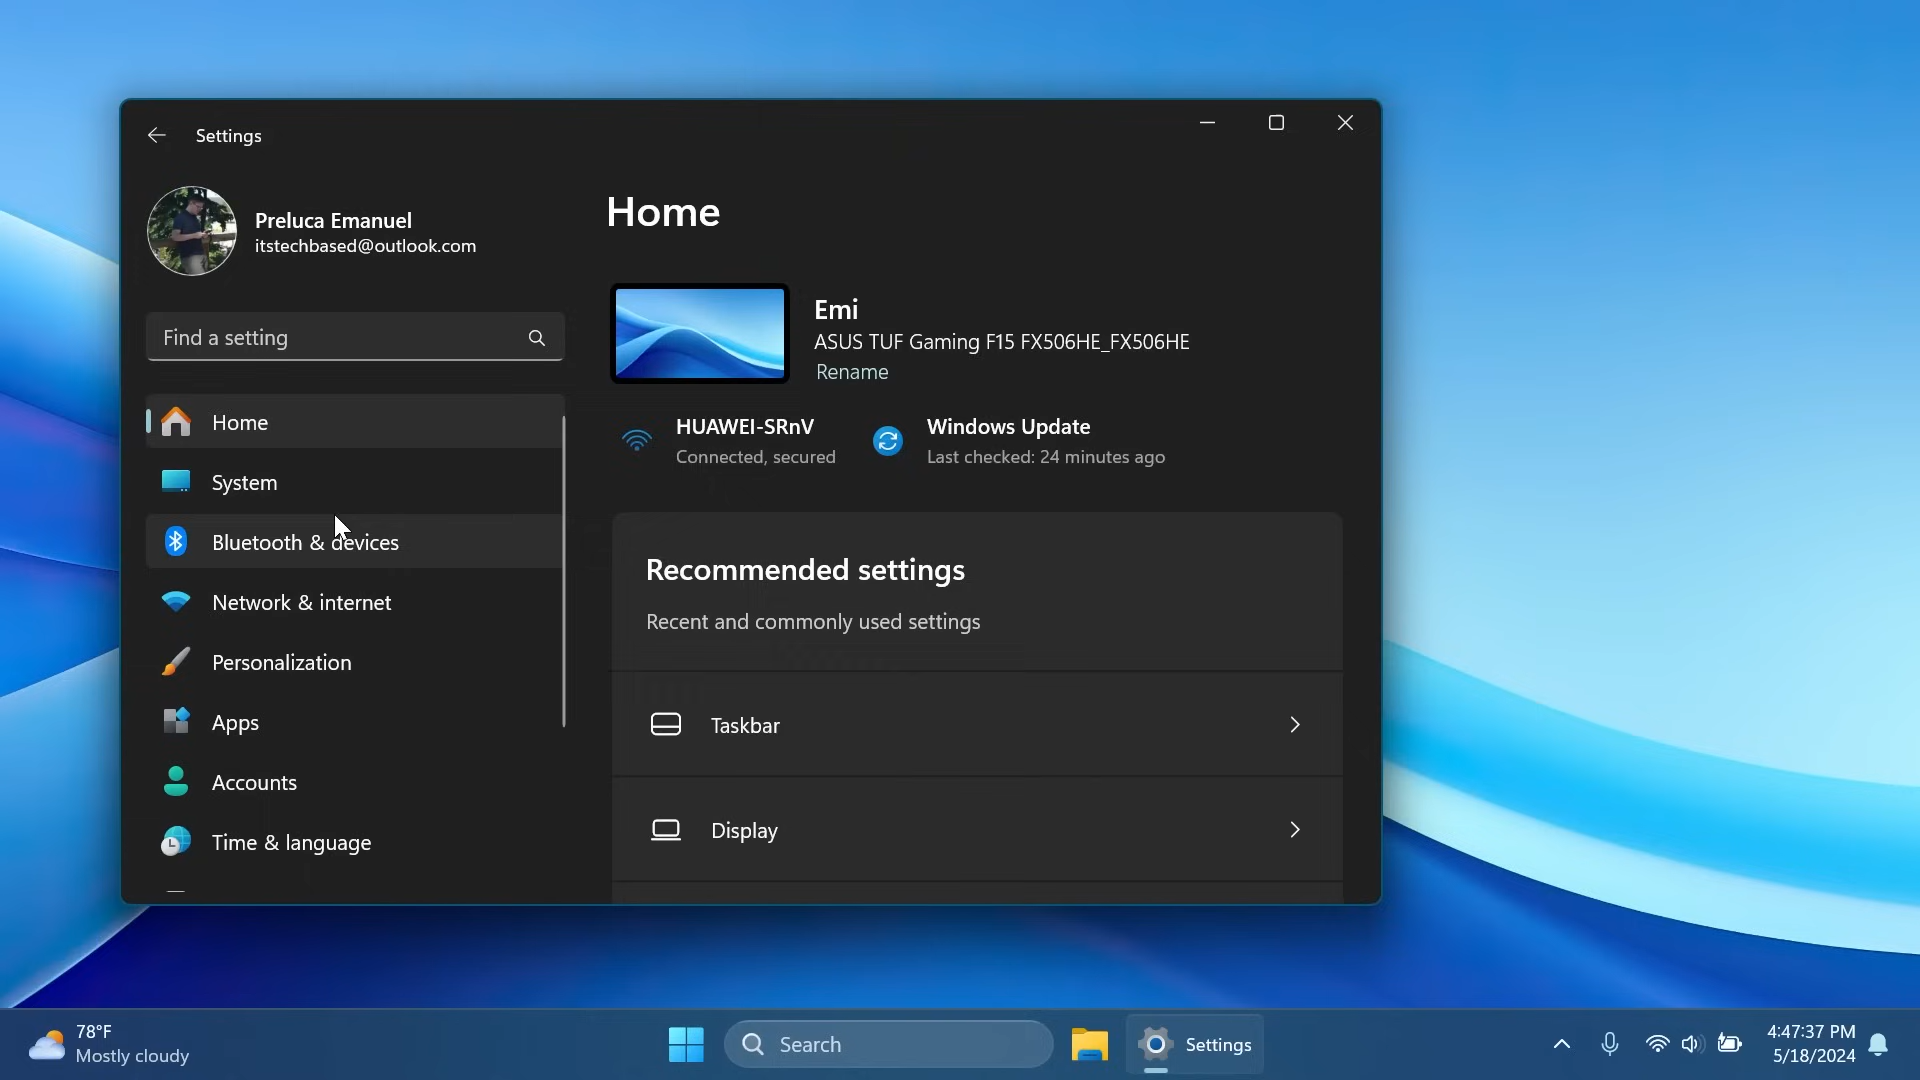 Settings
Preluca Emanuel
itstechbased@outlook.com
Find a setting
Home
System
Bluetooth & devices
Network & internet
Personalization
Apps
Accounts
Time & language
Home
Emi
ASUS TUF Gaming F15 FX506HE_FX506HE
Rename
HUAWEI-SRnV
Connected, secured
Windows Update
Last checked: 24 minutes ago
Recommended settings
Recent and commonly used settings
Taskbar
Display
78°F
Mostly cloudy
Search
Settings
4:47:37 PM
5/18/2024